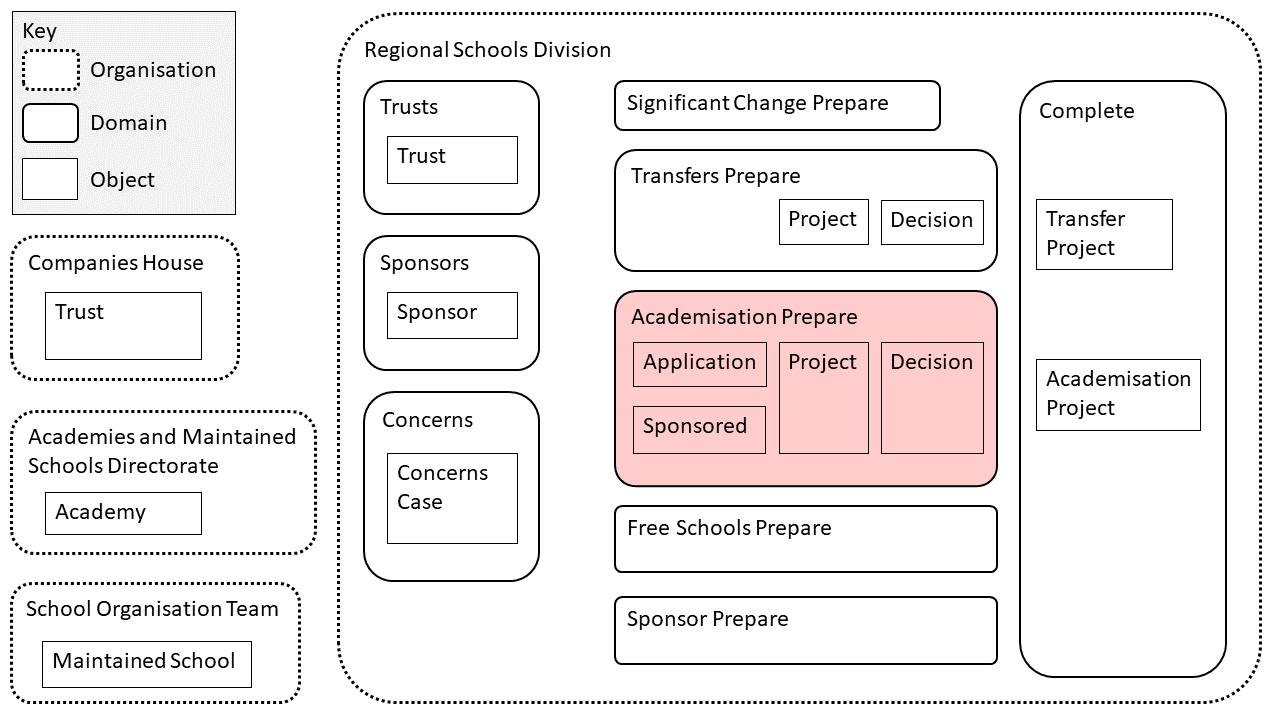 Key
Organisation
Domain
Object
Companies House
Trust
Academies and Maintained
Schools Directorate
Academy
School Organisation Team
Maintained School
Regional Schools Division
Trusts
Trust
Sponsors
Sponsor
Concerns
Concerns
Case
Significant Change Prepare
Transfers Prepare
Project
Decision
Academisation Prepare
Application
Project
Decision
Sponsored
Free Schools Prepare
Sponsor Prepare
Complete
Transfer
Project
Academisation
Project